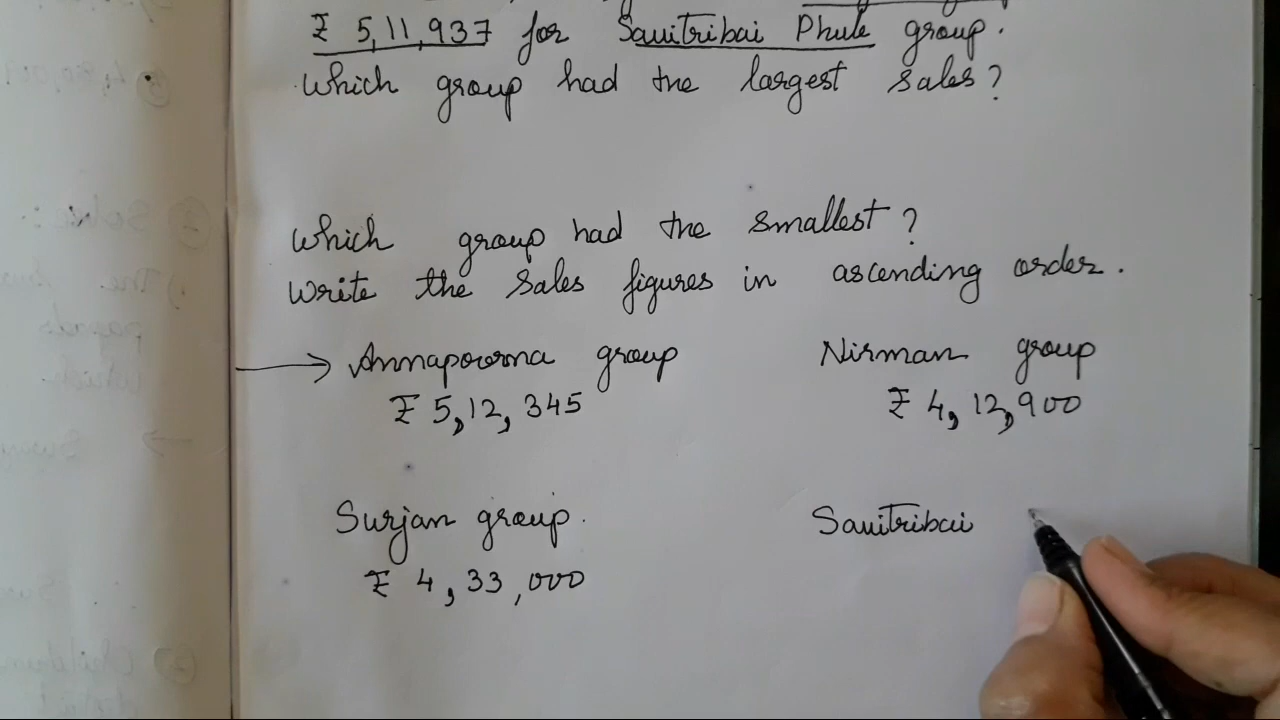 ₹ 5,11,937 for Savitribai Phule group.
Which group had the largest sales?
Which group had the smallest?
Write the sales figures in ascending order.
→ Annapoorna group Nirman group
₹ 5,12,345 ₹ 4,12,900
Surjan group. Savitribai
₹ 4,33,000